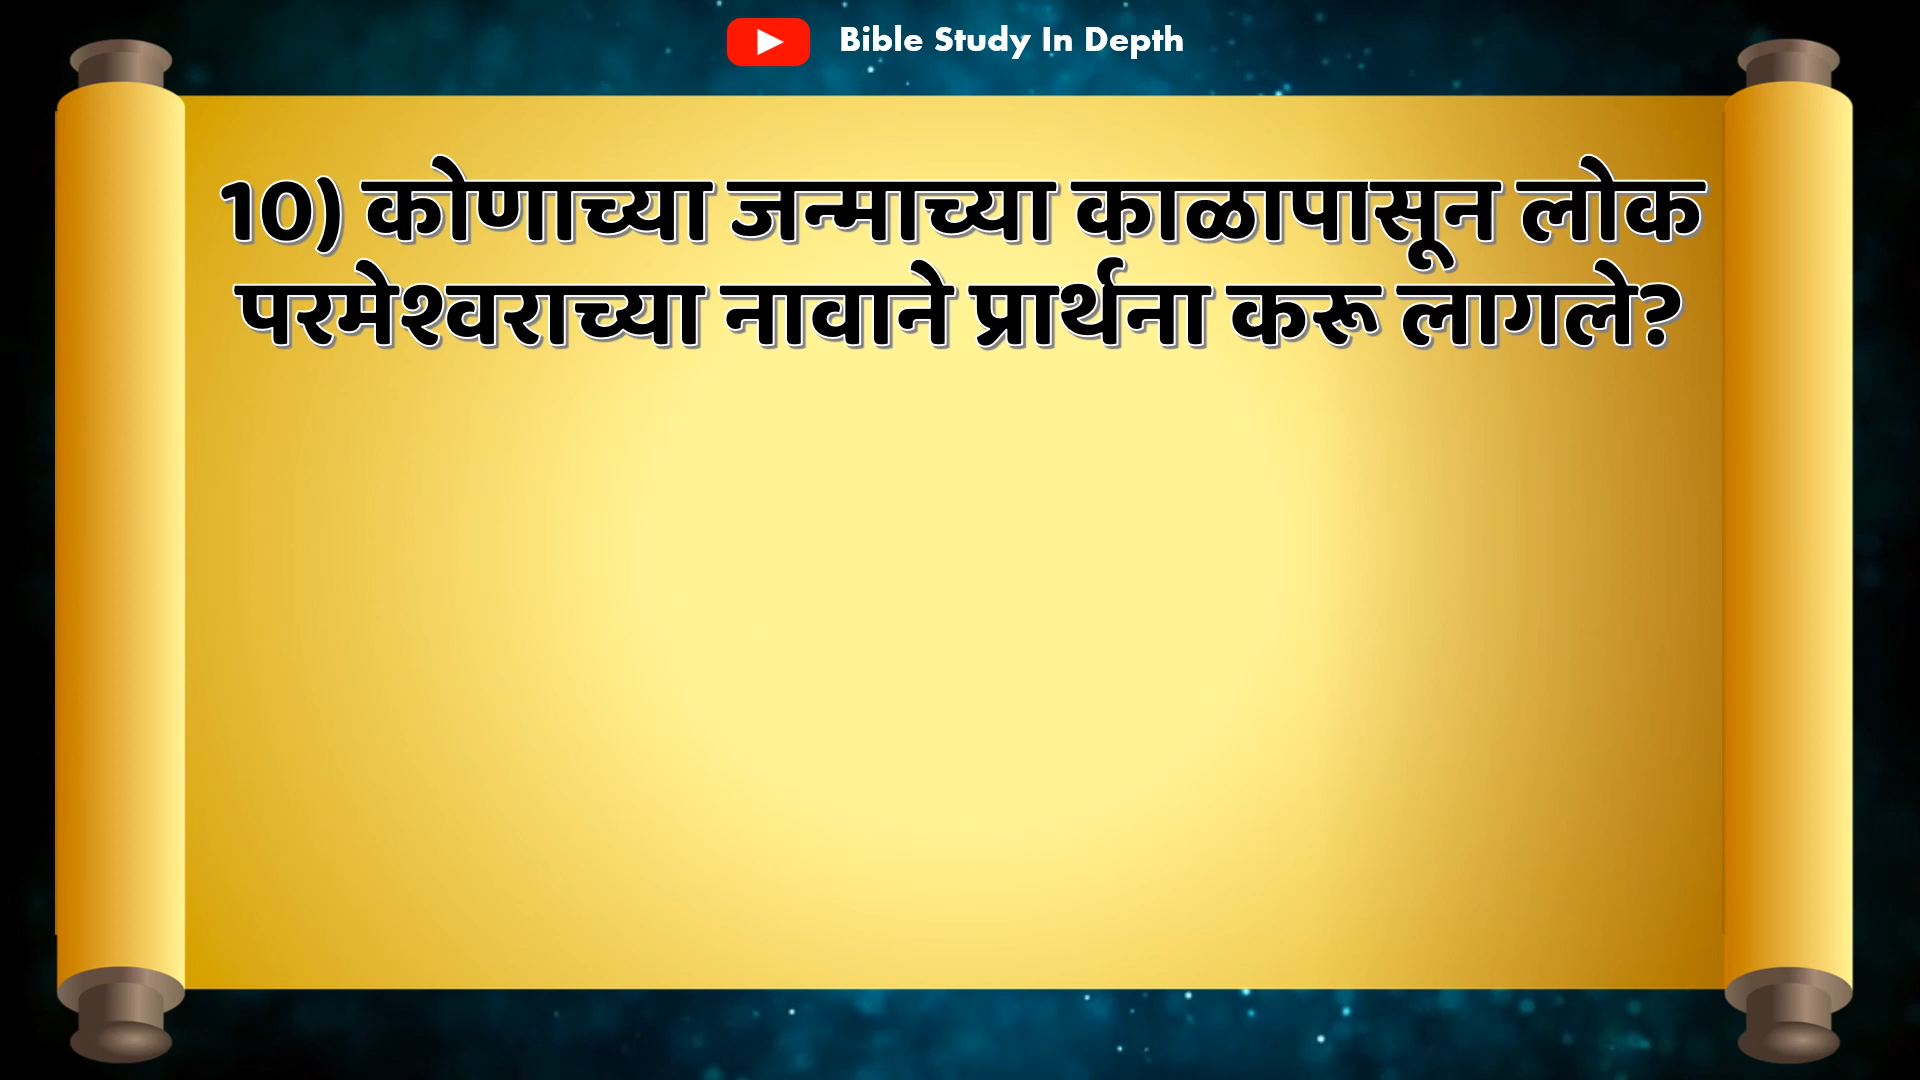 Bible Study In Depth
10) कोणाच्या जन्माच्या काळापासून लोक
परमेश्वराच्या नावाने प्रार्थना करू लागले?